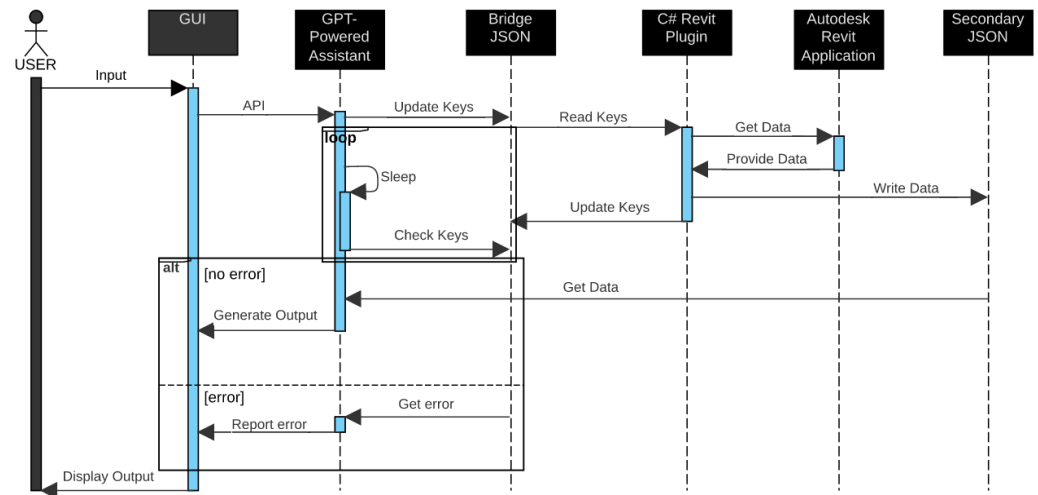 USER
GUI
GPT-
Powered
Assistant
Bridge
JSON
C# Revit
Plugin
Autodesk
Revit
Application
Secondary
JSON
Input
API
Update Keys
Read Keys
Get Data
loop
Provide Data
Sleep
Write Data
Update Keys
Check Keys
alt
[no error]
Get Data
Generate Output
[error]
Get error
Report error
Display Output